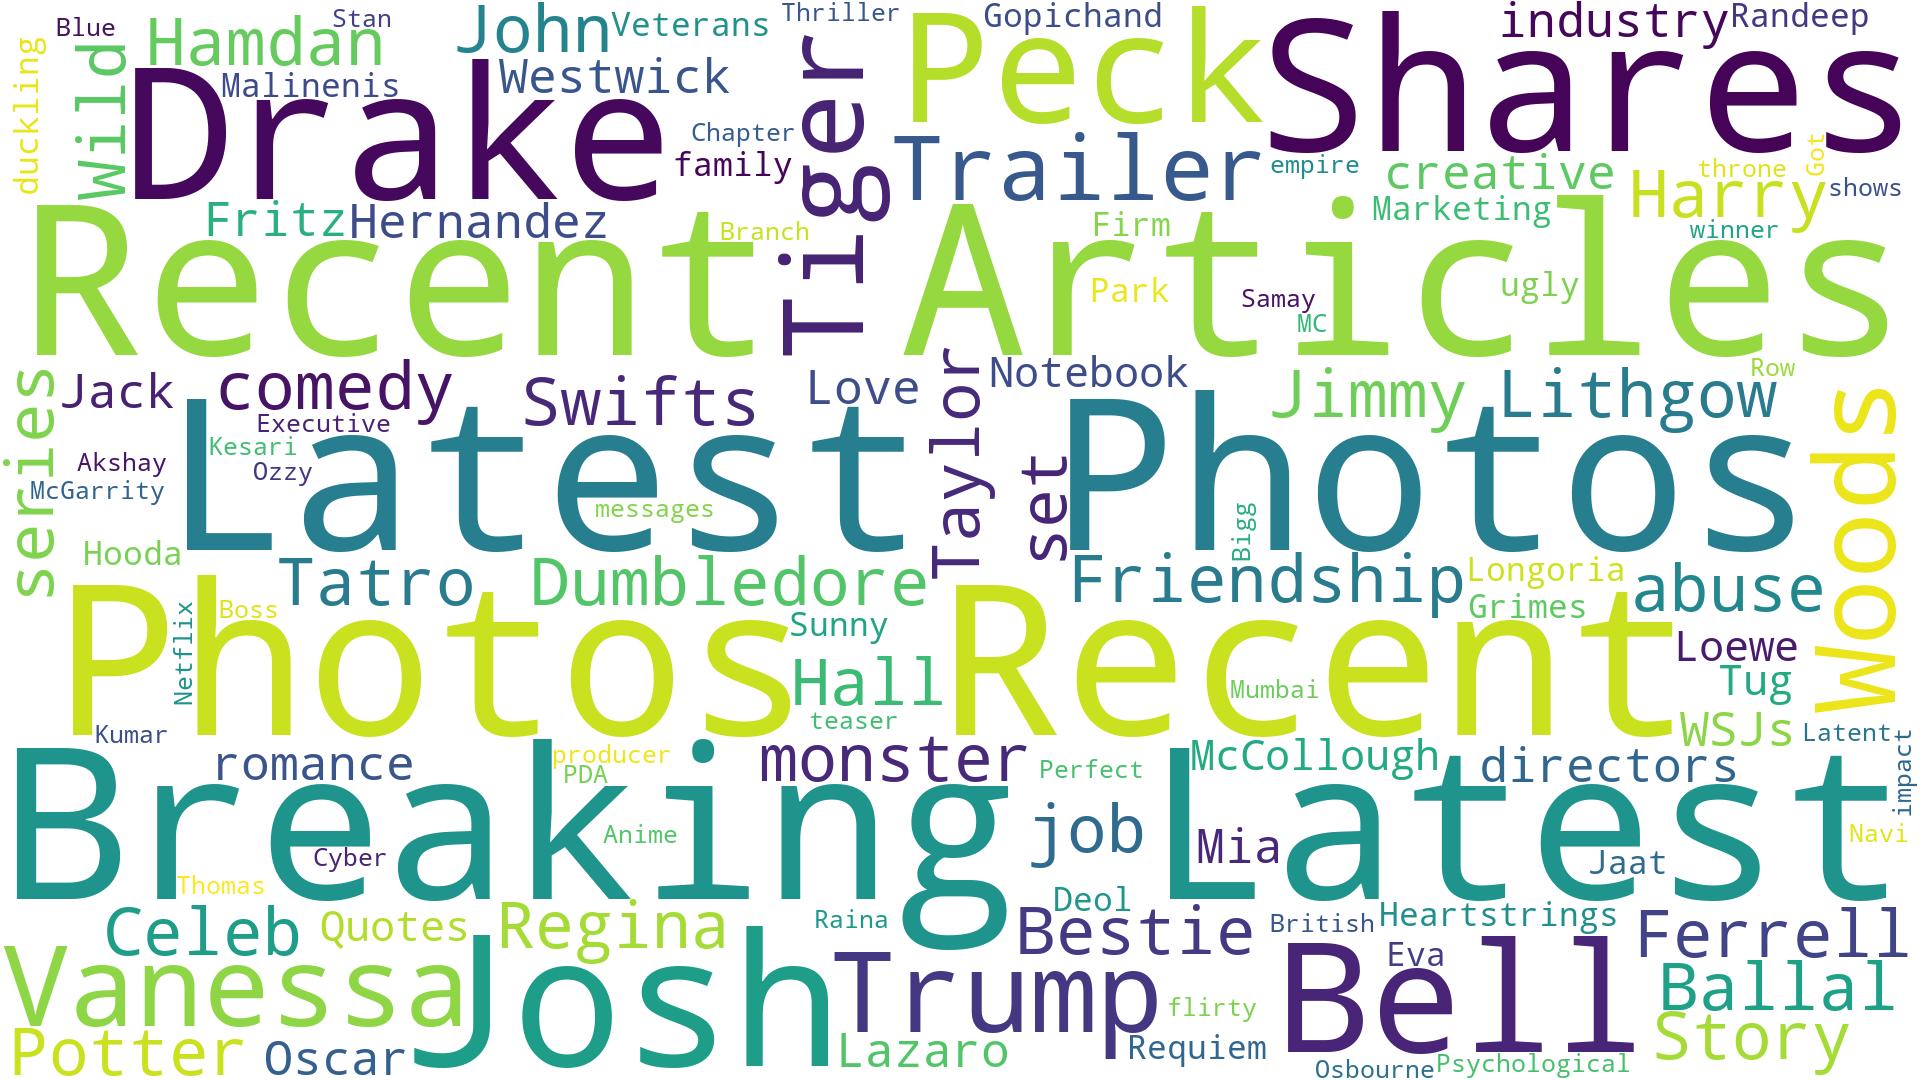 Blue
Stan
Hamdan
John
Veterans
Thriller
Peck
Gopichand
Shares
industry
Randeep
duckling
Wild
Drake
Malinenis
Westwick
Tiger
Chapter
family
Trailer
empire
creative
throne
Got
Harry
shows
Recent
Fritz
Hernandez
Branch
Articles
Firm
Marketing
winner
Park
Samay
MC
ugly
series
Jack
comedy
Swifts
Love
Taylor
Notebook
Jimmy
Lithgow
Row
Woods
Executive
Kesari
Ozzy
Akshay
McGarrity
Latest
messages
set
Photos
Bigg
Hooda
Tatro
Dumbledore
Friendship
Longoria
Grimes
abuse
Netflix
Boss
Photos
Sunny
Hall
teaser
Recent
Mumbai
Loewe
Tug
WSJs
Latent
Kumar
romance
producer
PDA
monster
Perfect
McCollough
directors
impact
Breaking
Anime
Cyber
Thomas
job
Latest
Mia
Jaat
Navi
Deol
Celeb
Quotes
Regina
Raina
Bestie
British
Heartstrings
Ferrell
Vanessa
Josh
Trump
flirty
Bell
Eva
Ballal
Potter
Oscar
Lazaro
Requiem
Osbourne
Psychological
Story